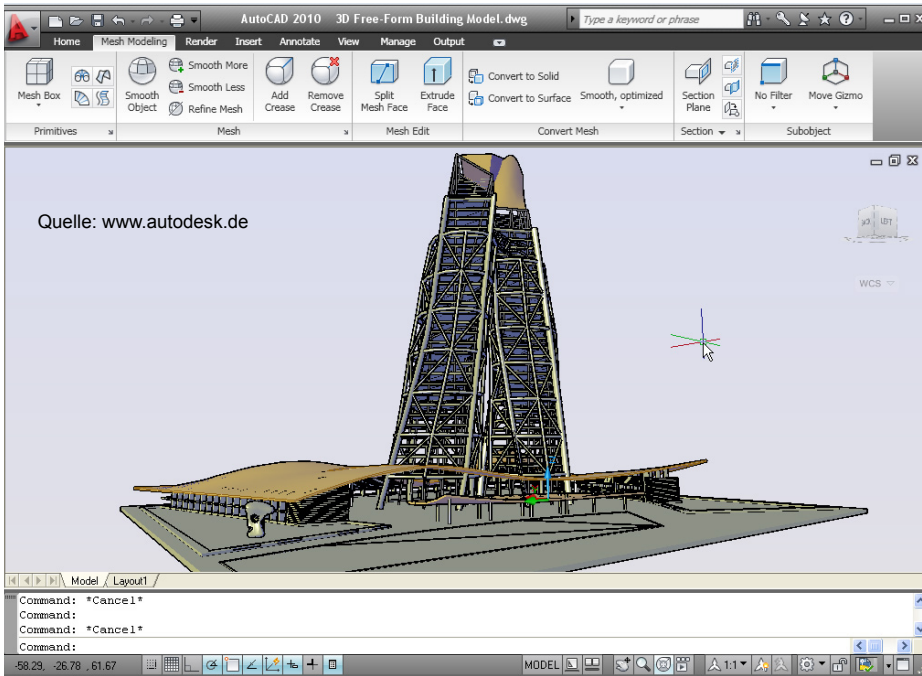 AutoCAD 2010 3D Free-Form Building Model.dwg Type a keyword or phrase
Home Mesh Modeling Render Insert Annotate View Manage Output
Mesh Box
Smooth Object
Smooth More
Smooth Less
Refine Mesh
Add Crease
Remove Crease
Split Mesh Face
Extrude Face
Convert to Solid
Convert to Surface
Smooth, optimized
Section Plane
No Filter
Move Gizmo
Primitives Mesh Mesh Edit Convert Mesh Section Subobject
Quelle: www.autodesk.de
LEFT
WCS
Model Layout1
Command: *Cancel*
Command:
Command: *Cancel*
Command:
-58.29, -26.78 , 61.67 MODEL 1:1